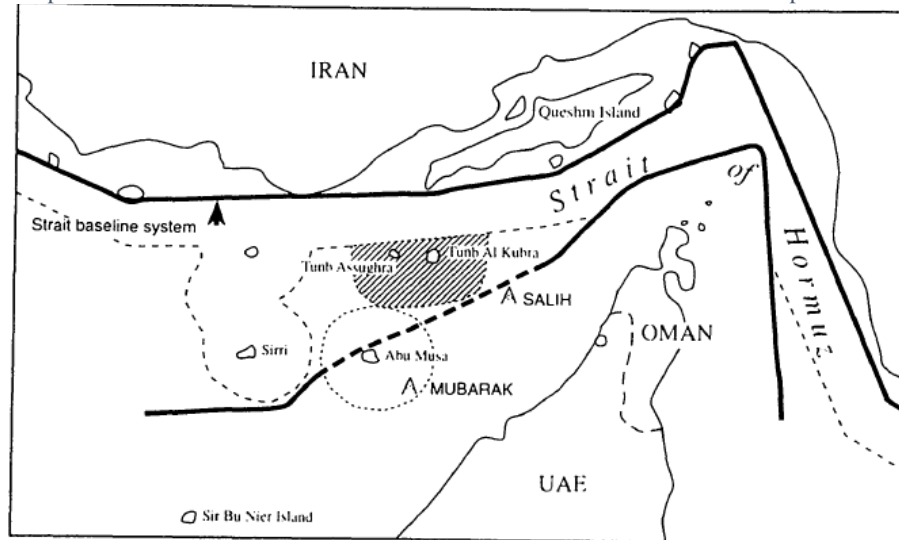 IRAN
Queshm Island
Strait
of
Hormuz
Strait baseline system
Tunb Assughra
Tunb Al Kubra
SALIH
OMAN
Sirri
Abu Musa
MUBARAK
UAE
Sir Bu Nier Island